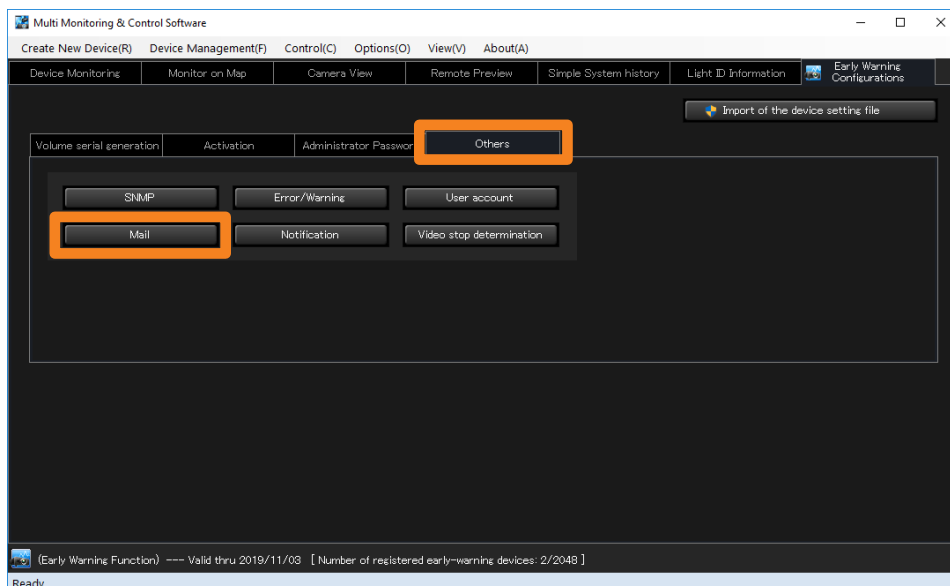 Multi Monitoring & Control Software
Create New Device(R) Device Management(F) Control(C) Options(O) View(V) About(A)
Device Monitoring Monitor on Map Camera View Remote Preview Simple System history Light ID Information Early Warning Configurations
Import of the device setting file
Volume serial generation Activation Administrator Passwor Others
SNMP Error/Warning User account
Mail Notification Video stop determination
(Early Warning Function) --- Valid thru 2019/11/03 [ Number of registered early-warning devices: 2/2048 ]
Ready